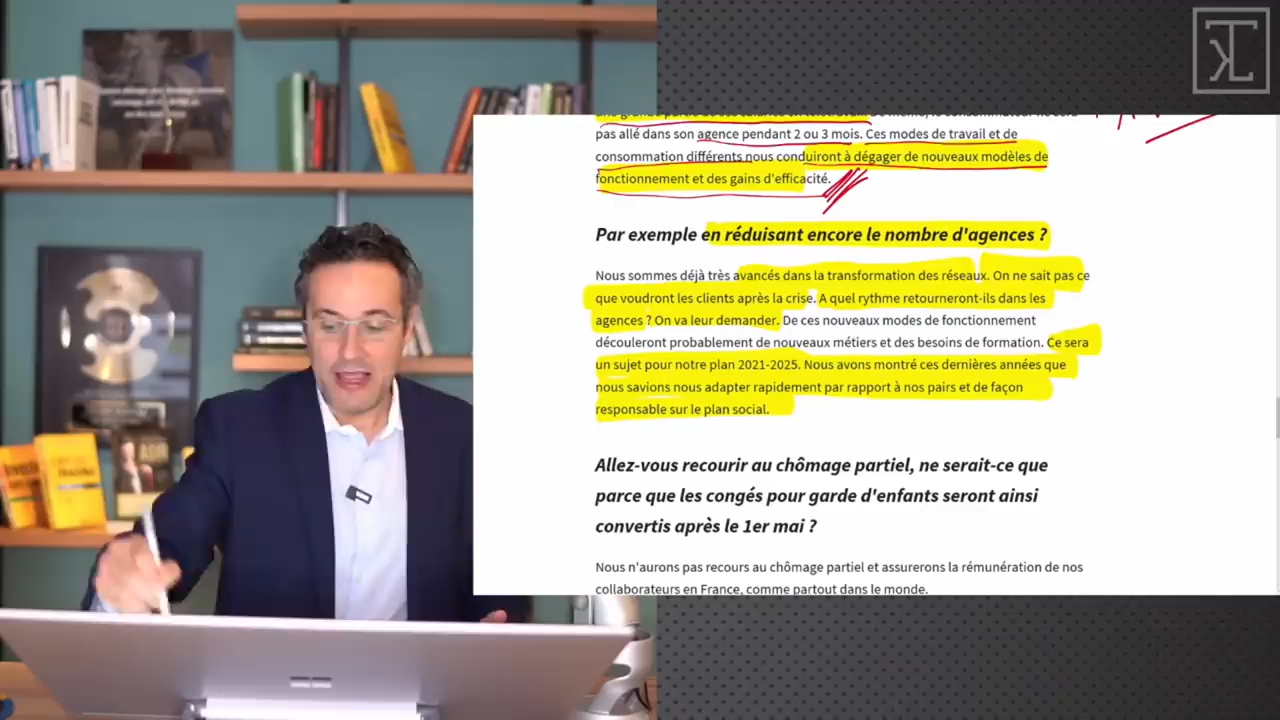 pas allé dans son agence pendant 2 ou 3 mois. Ces modes de travail et de
consommation différents nous conduiront à dégager de nouveaux modèles de
fonctionnement et des gains d'efficacité.
Par exemple en réduisant encore le nombre d'agences ?
Nous sommes déjà très avancés dans la transformation des réseaux. On ne sait pas ce
que voudront les clients après la crise. A quel rythme retourneront-ils dans les
agences ? On va leur demander. De ces nouveaux modes de fonctionnement
découleront probablement de nouveaux métiers et des besoins de formation. Ce sera
un sujet pour notre plan 2021-2025. Nous avons montré ces dernières années que
nous savions nous adapter rapidement par rapport à nos pairs et de façon
responsable sur le plan social.
Allez-vous recourir au chômage partiel, ne serait-ce que
parce que les congés pour garde d'enfants seront ainsi
convertis après le 1er mai ?
Nous n'aurons pas recours au chômage partiel et assurerons la rémunération de nos
collaborateurs en France, comme partout dans le monde.